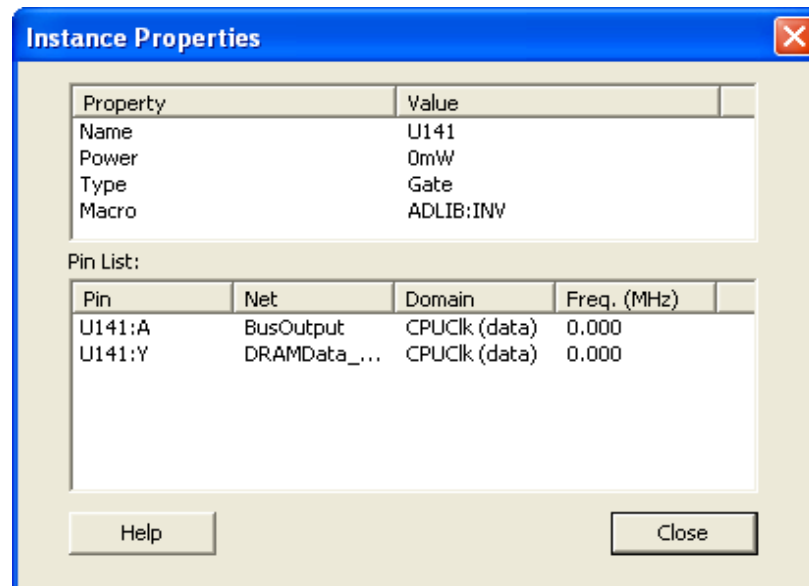 Instance Properties
Property Value
Name U141
Power 0mW
Type Gate
Macro ADLIB:INV
Pin List:
Pin Net Domain Freq. (MHz)
U141:A BusOutput CPUClk (data) 0.000
U141:Y DRAMData_... CPUClk (data) 0.000
Help Close